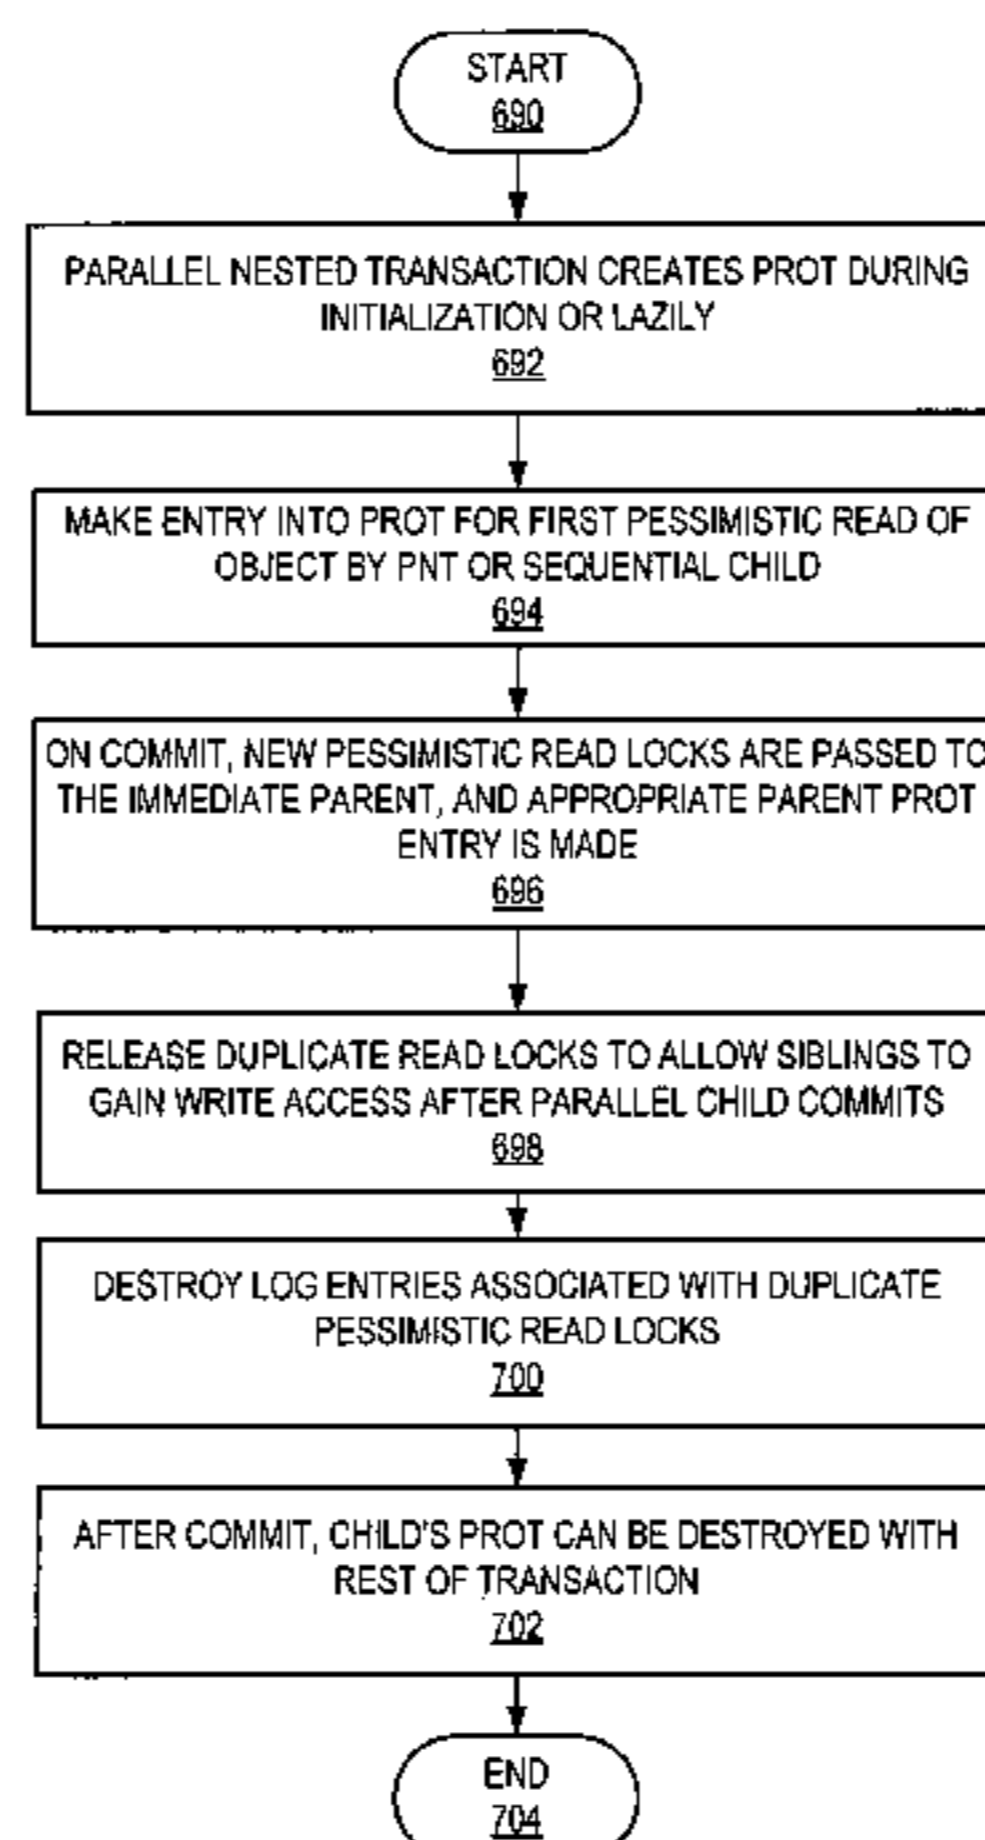 START
690
PARALLEL NESTED TRANSACTION CREATES PROT DURING
INITIALIZATION OR LAZILY
692
MAKE ENTRY INTO PROT FOR FIRST PESSIMISTIC READ OF
OBJECT BY PNT OR SEQUENTIAL CHILD
694
ON COMMIT, NEW PESSIMISTIC READ LOCKS ARE PASSED TO
THE IMMEDIATE PARENT, AND APPROPRIATE PARENT PROT
ENTRY IS MADE
696
RELEASE DUPLICATE READ LOCKS TO ALLOW SIBLINGS TO
GAIN WRITE ACCESS AFTER PARALLEL CHILD COMMITS
698
DESTROY LOG ENTRIES ASSOCIATED WITH DUPLICATE
PESSIMISTIC READ LOCKS
700
AFTER COMMIT, CHILD'S PROT CAN BE DESTROYED WITH
REST OF TRANSACTION
702
END
704